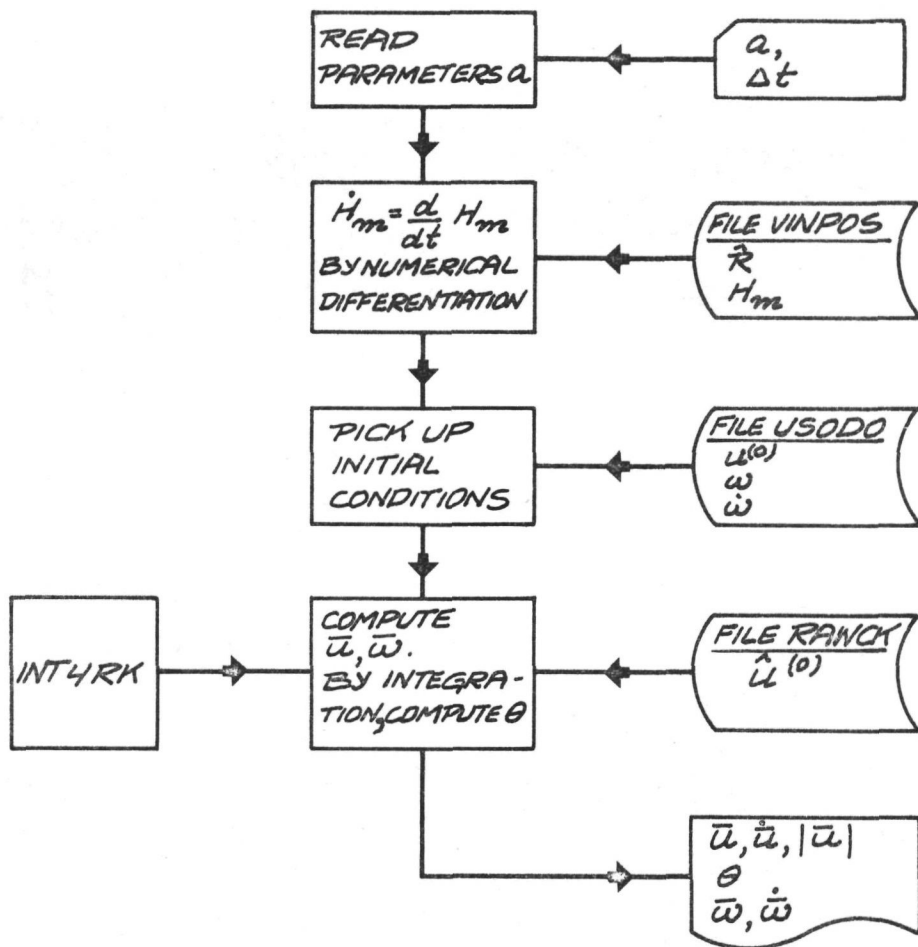 READ
PARAMETERS a
a,
Δt
Ḣm = d/dt Hm
BY NUMERICAL
DIFFERENTIATION
FILE VINPOS
R̂
Hm
PICK UP
INITIAL
CONDITIONS
FILE USODO
u(0)
ω
ω̇
INT4RK
COMPUTE
ū, ω̄.
BY INTEGRA-
TION, COMPUTE θ
FILE RAWCK
û(0)
ū, ū̇, |ū|
θ
ω̄, ω̄̇